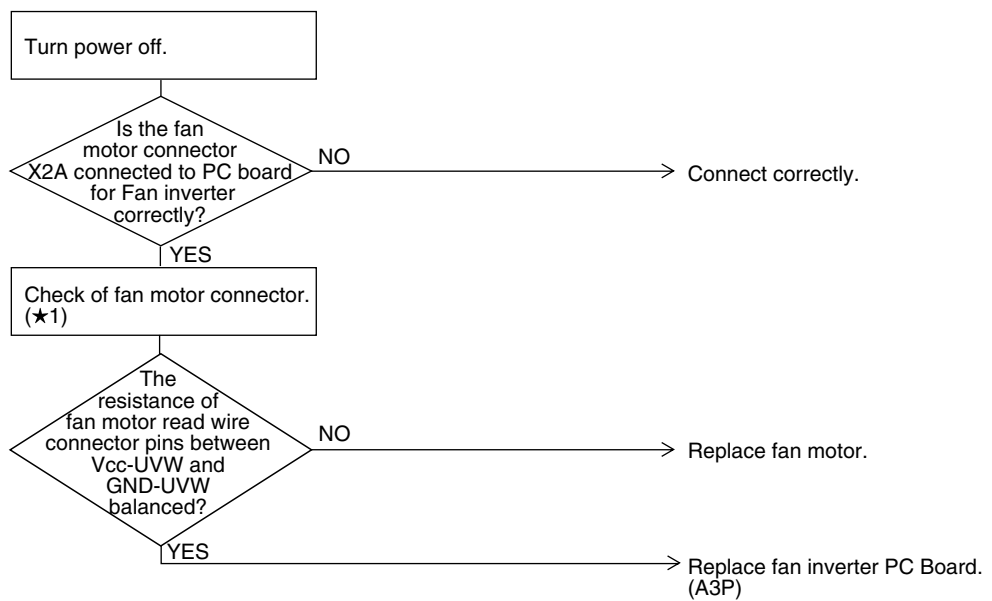 Turn power off.
Is the fan
motor connector
X2A connected to PC board
for Fan inverter
correctly?
NO
Connect correctly.
YES
Check of fan motor connector.
(★1)
The
resistance of
fan motor read wire
connector pins between
Vcc-UVW and
GND-UVW
balanced?
NO
Replace fan motor.
YES
Replace fan inverter PC Board.
(A3P)